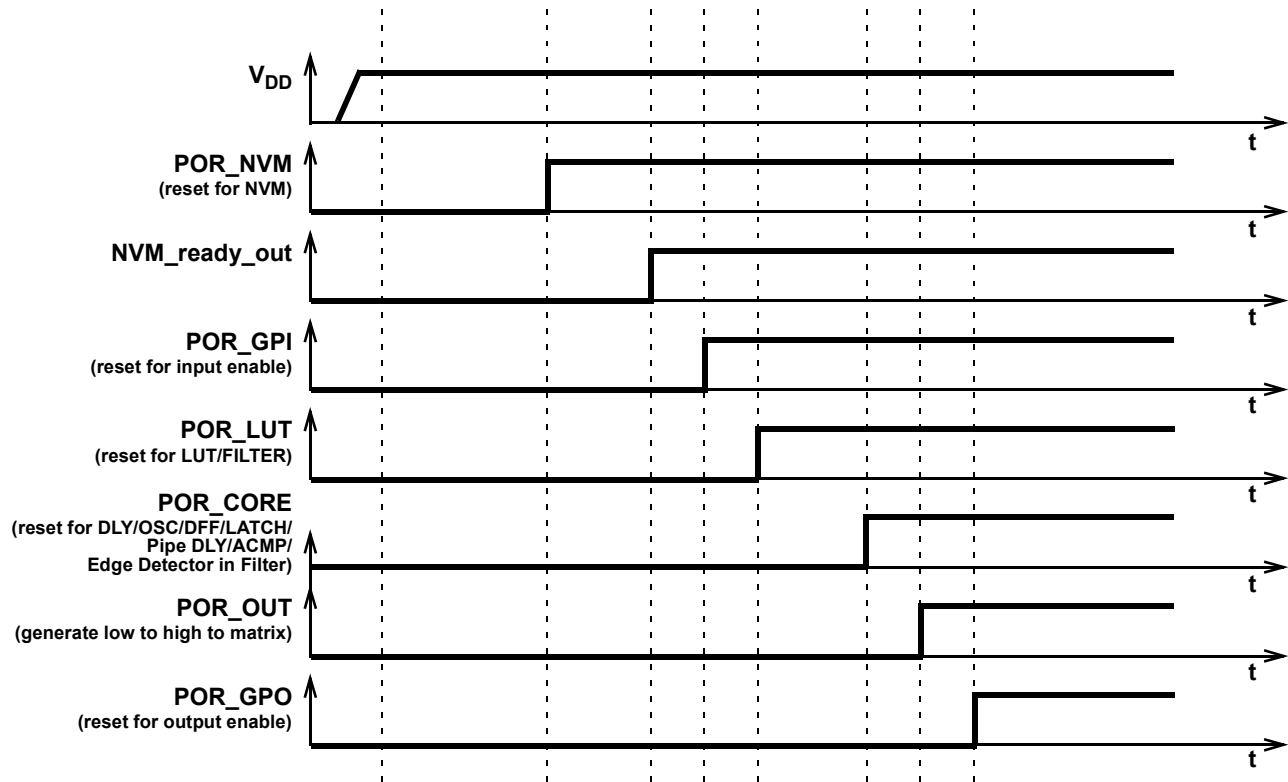 VDD
t
POR_NVM
(reset for NVM)
t
NVM_ready_out
t
POR_GPI
(reset for input enable)
t
POR_LUT
(reset for LUT/FILTER)
t
POR_CORE
(reset for DLY/OSC/DFF/LATCH/
Pipe DLY/ACMP/
Edge Detector in Filter)
t
POR_OUT
(generate low to high to matrix)
t
POR_GPO
(reset for output enable)
t